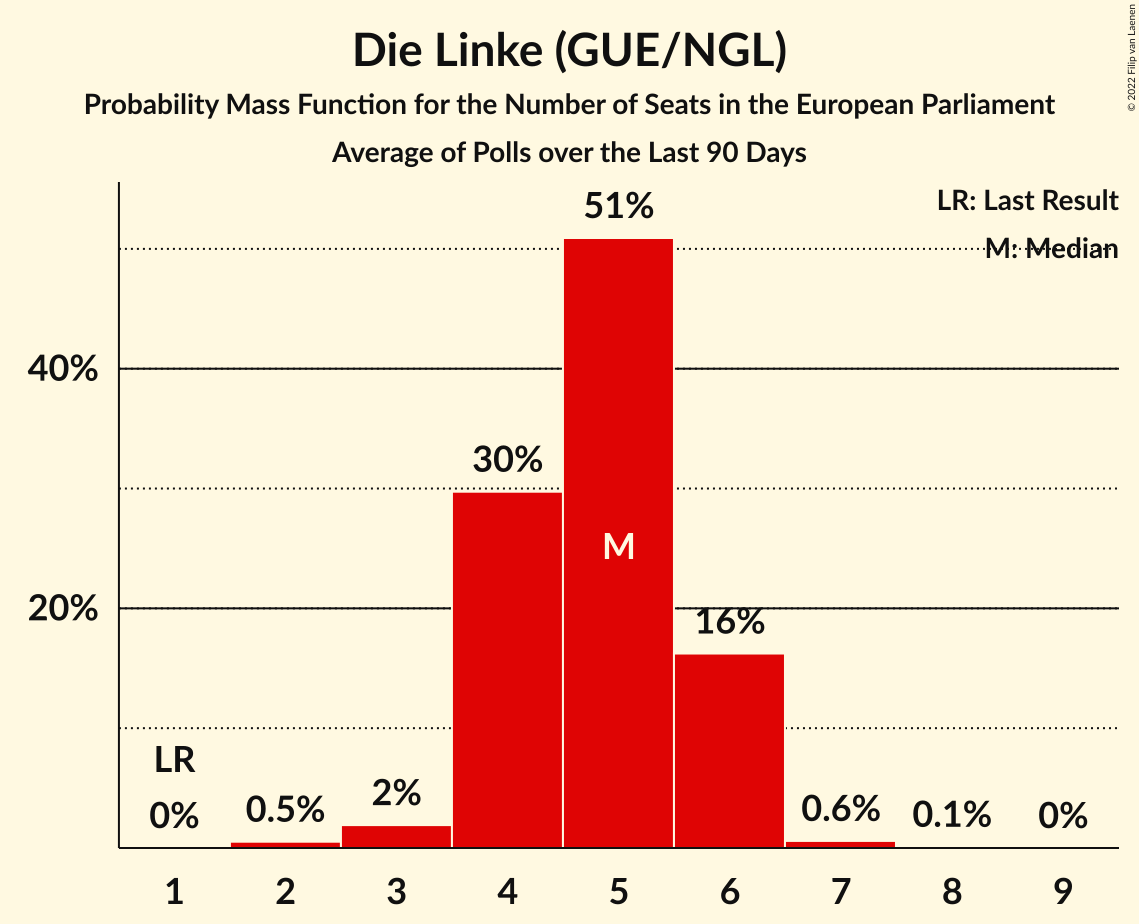 Die Linke (GUE/NGL)
Probability Mass Function for the Number of Seats in the European Parliament
Average of Polls over the Last 90 Days
© 2022 Filip van Laenen
LR: Last Result
M: Median
51%
40%
30%
M
20%
16%
LR
0%
0.5%
2%
0.6%
0.1%
0%
1 2 3 4 5 6 7 8 9